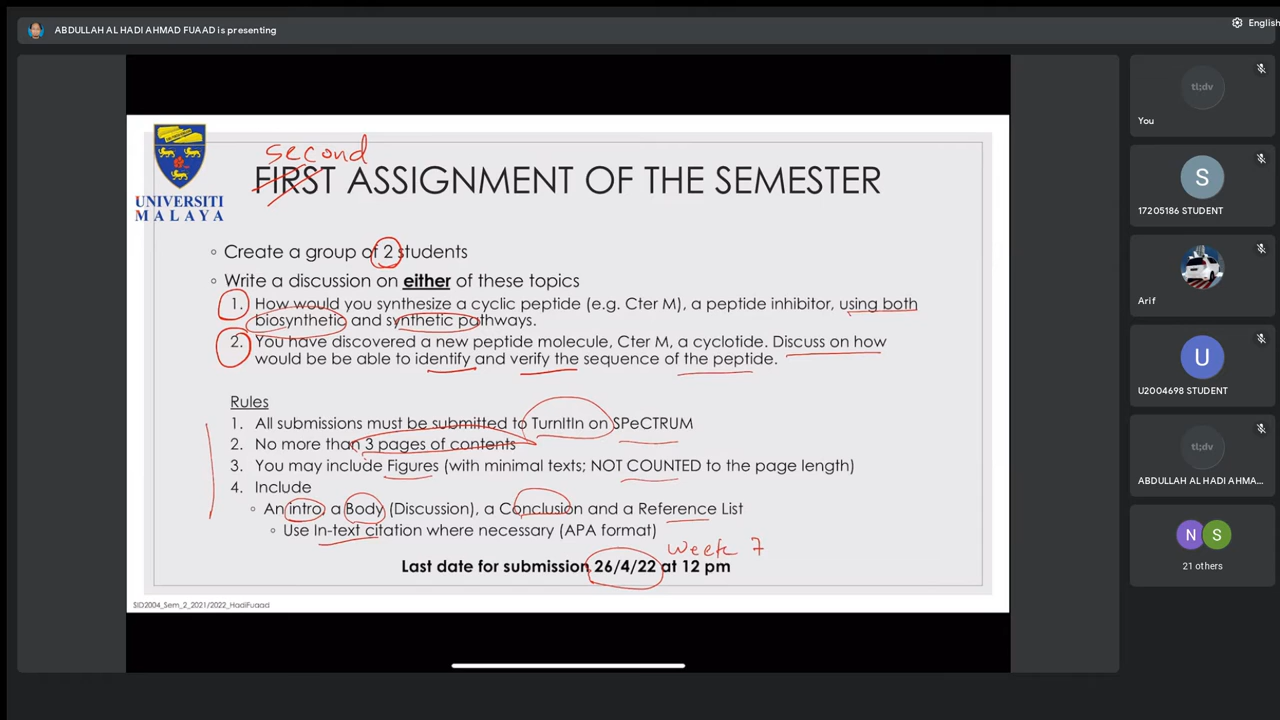 ABDULLAH AL HADI AHMAD FUAAD is presenting
English
UNIVERSITI
MALAYA
second
FIRST ASSIGNMENT OF THE SEMESTER
◦ Create a group of 2 students
◦ Write a discussion on either of these topics
1. How would you synthesize a cyclic peptide (e.g. Cter M), a peptide inhibitor, using both
biosynthetic and synthetic pathways.
2. You have discovered a new peptide molecule, Cter M, a cyclotide. Discuss on how
would be be able to identify and verify the sequence of the peptide.
Rules
1. All submissions must be submitted to TurnItIn on SPeCTRUM
2. No more than 3 pages of contents
3. You may include Figures (with minimal texts; NOT COUNTED to the page length)
4. Include
◦ An intro, a Body (Discussion), a Conclusion and a Reference List
◦ Use In-text citation where necessary (APA format)
week 7
Last date for submission 26/4/22 at 12 pm
SIO2004_Sem_2_2021/2022_HadiFuaad
tl;dv
You
S
17205186 STUDENT
Arif
U
U2004698 STUDENT
tl;dv
ABDULLAH AL HADI AHMA...
N S
21 others